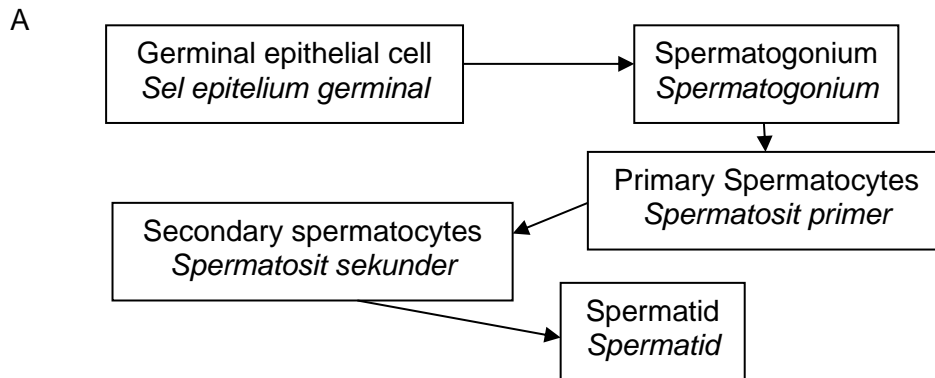 A
Germinal epithelial cell
Sel epitelium germinal
Spermatogonium
Spermatogonium
Primary Spermatocytes
Spermatosit primer
Secondary spermatocytes
Spermatosit sekunder
Spermatid
Spermatid